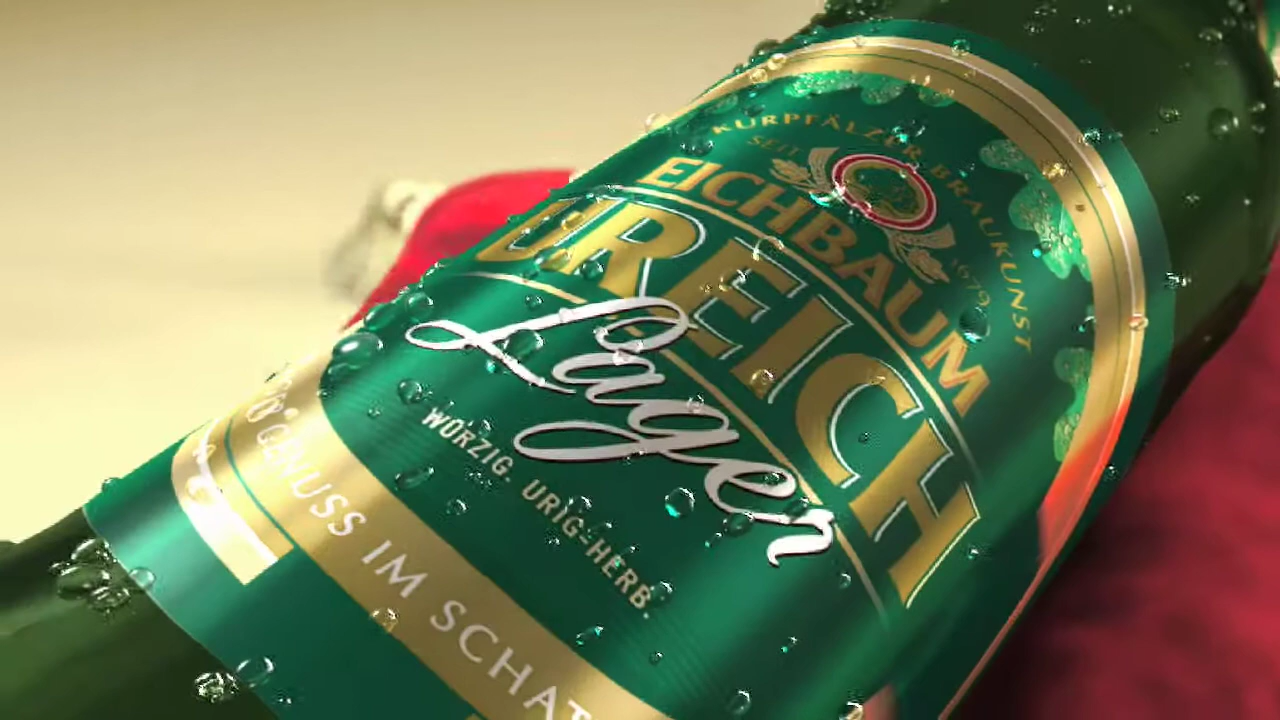 KURPFÄLZER BRAUKUNST
SEIT 1679
EICHBAUM
UREICH
Lager
WÜRZIG. URIG-HERB.
GENUSS IM SCHAT